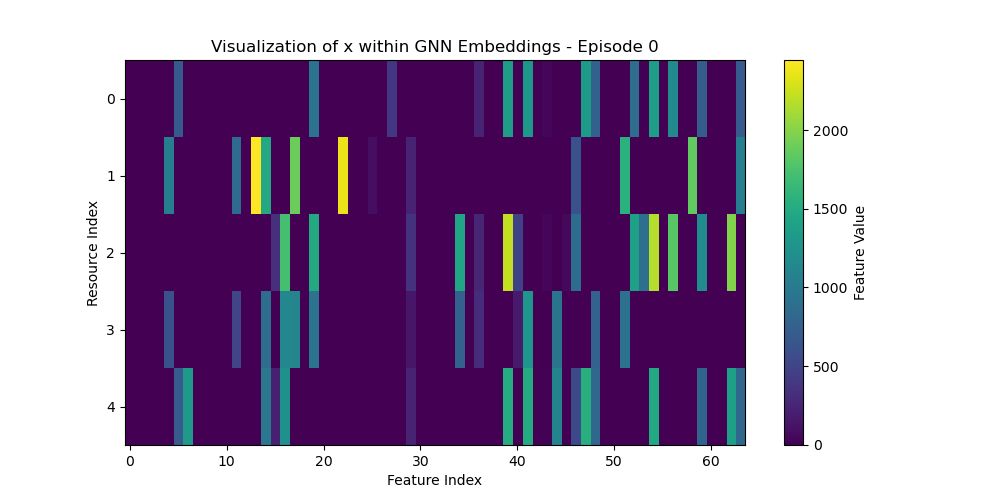 Visualization of x within GNN Embeddings - Episode 0
Resource Index
0
1
2
3
4
0 10 20 30 40 50 60
Feature Index
2000
1500
1000
500
0
Feature Value